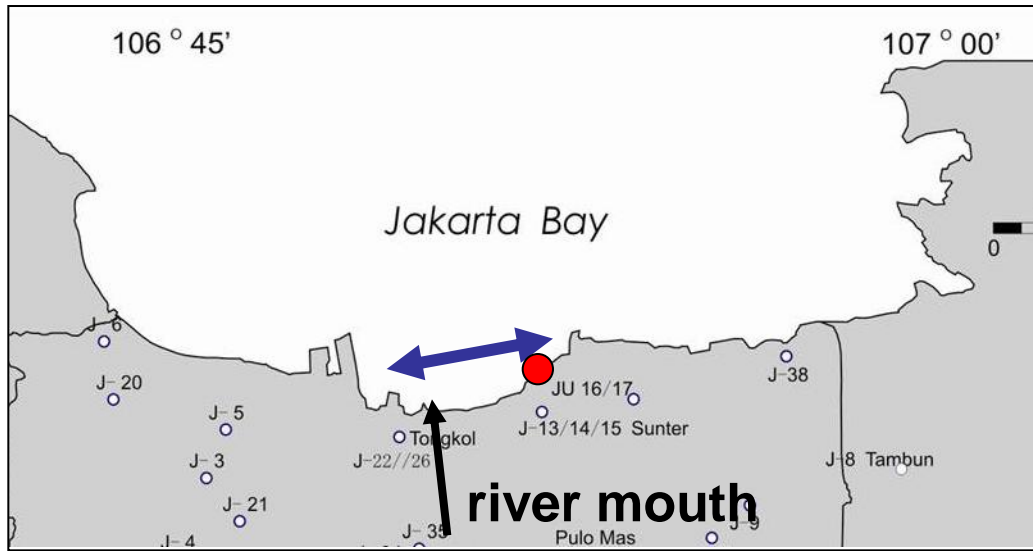 106 ° 45'
107 ° 00'
Jakarta Bay
0
J-6
J-20
J-38
JU 16/17
J-5
J-13/14/15 Sunter
Tongkol
J-22//26
J-8 Tambun
J-3
river mouth
J-21
J-9
J-35
Pulo Mas
J-4